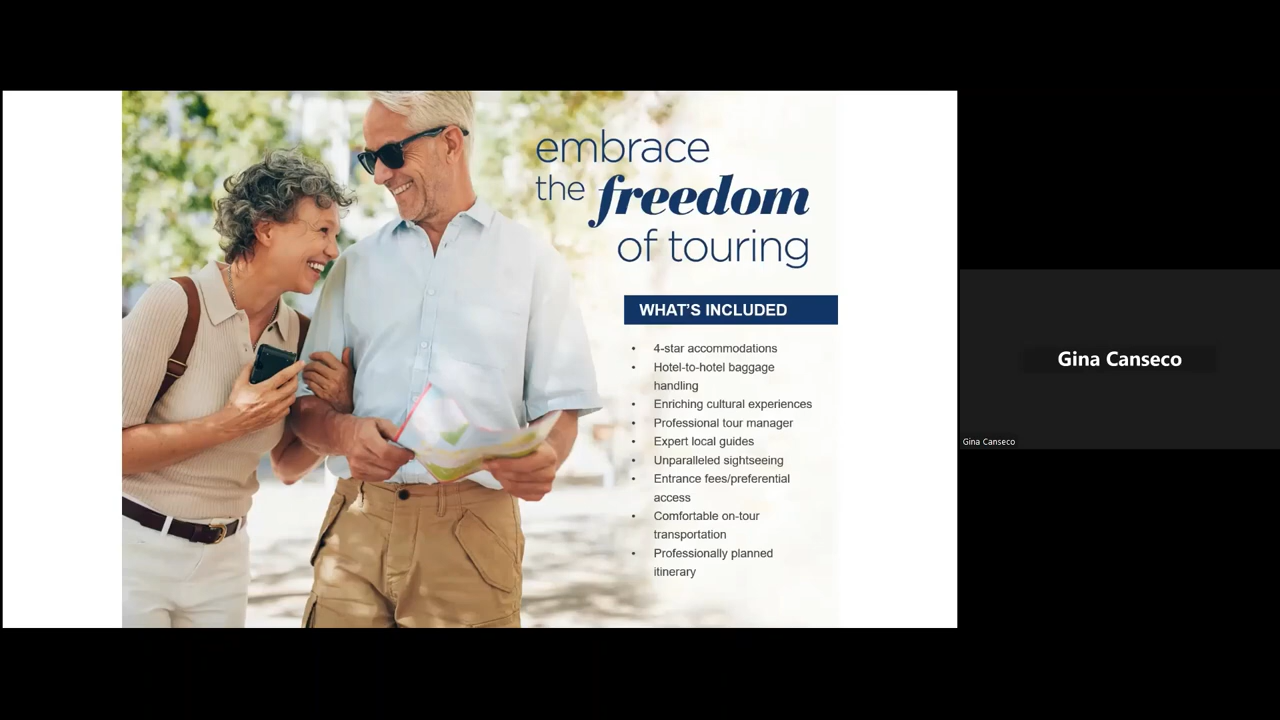 embrace
the freedom
of touring
WHAT'S INCLUDED
• 4-star accommodations
• Hotel-to-hotel baggage
handling
• Enriching cultural experiences
• Professional tour manager
• Expert local guides
• Unparalleled sightseeing
• Entrance fees/preferential
access
• Comfortable on-tour
transportation
• Professionally planned
itinerary
Gina Canseco
Gina Canseco